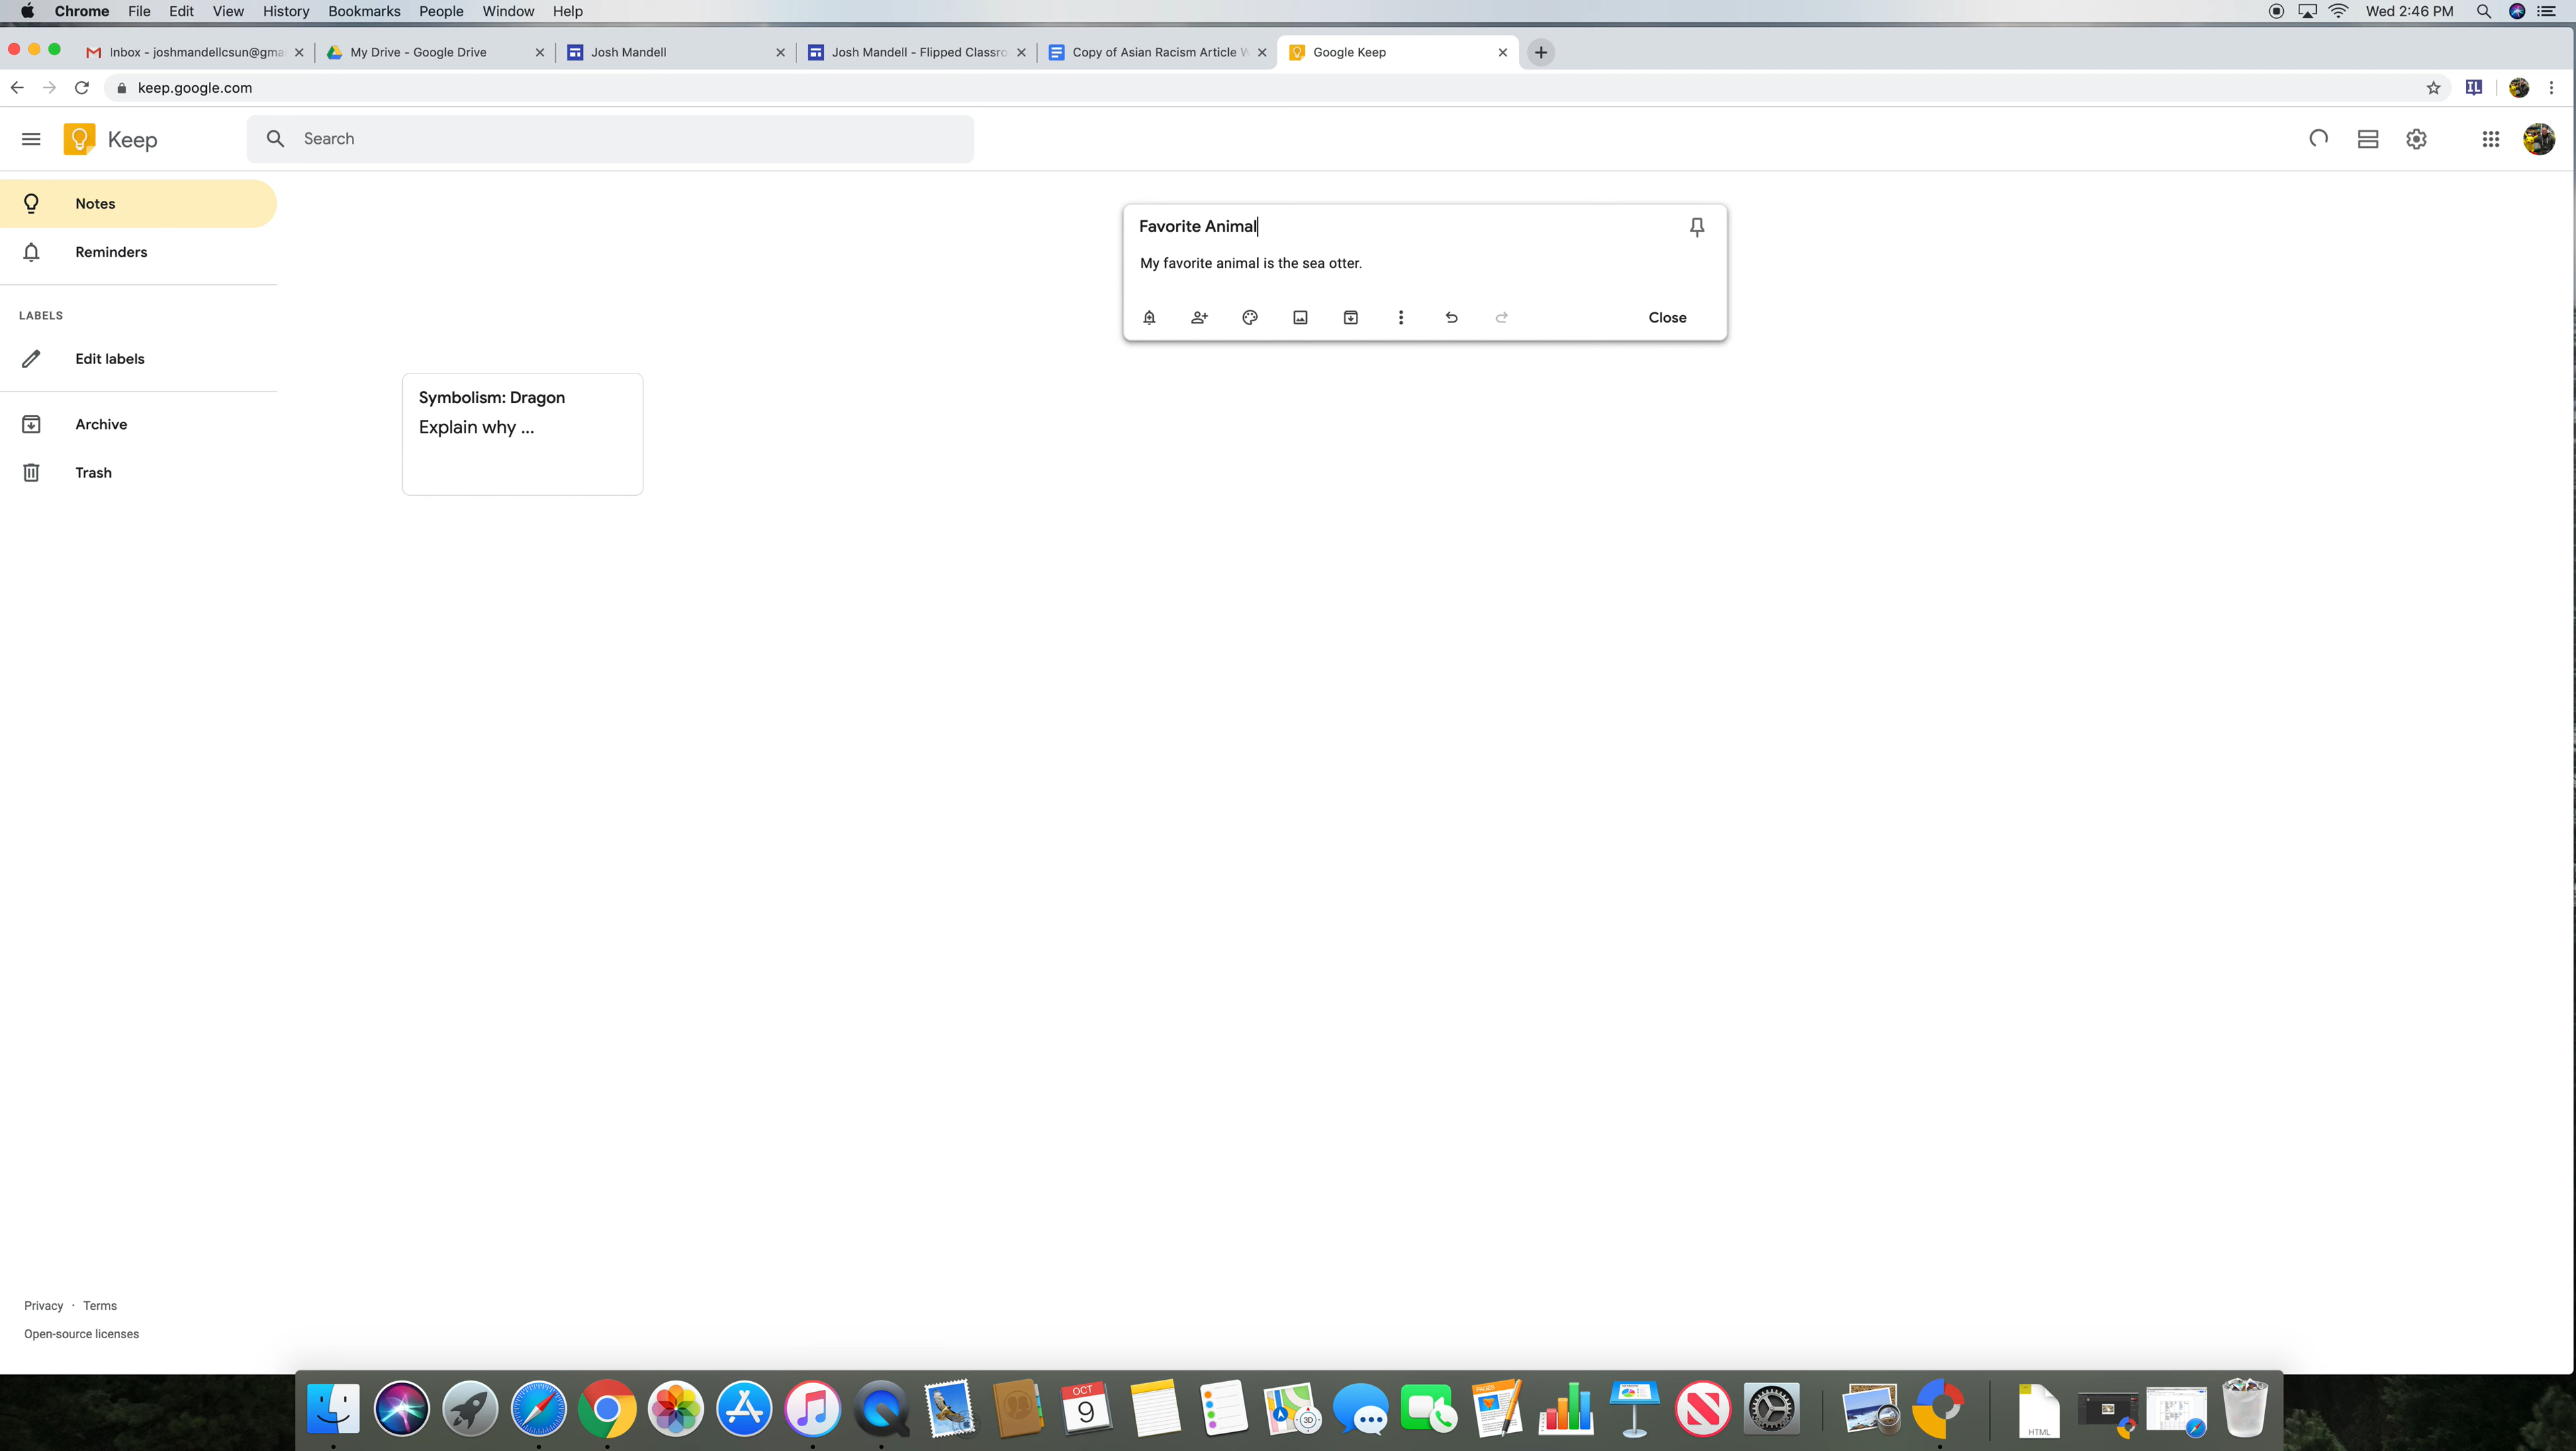 Chrome File Edit View History Bookmarks People Window Help Wed 2:46 PM
Inbox - joshmandellcsun@gmai My Drive - Google Drive Josh Mandell Josh Mandell - Flipped Classro Copy of Asian Racism Article W Google Keep
keep.google.com
Keep Search
Notes
Reminders
LABELS
Edit labels
Archive
Trash
Favorite Animal
My favorite animal is the sea otter.
Close
Symbolism: Dragon
Explain why ...
Privacy · Terms
Open-source licenses
OCT
9
PAGES
3D
HTML